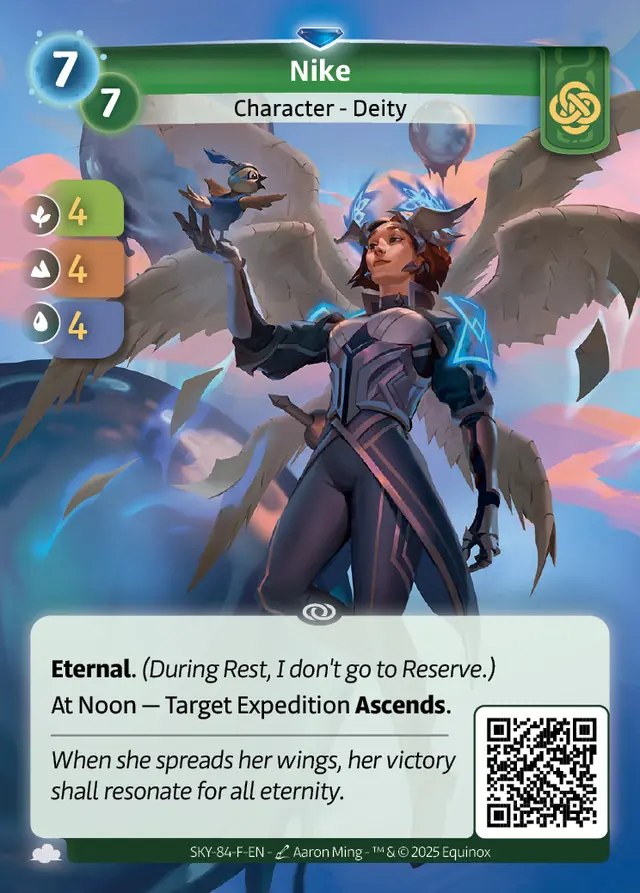 7
7
Nike
Character - Deity
4
4
4
Eternal. (During Rest, I don't go to Reserve.)
At Noon — Target Expedition Ascends.
When she spreads her wings, her victory
shall resonate for all eternity.
SKY-84-F-EN - Aaron Ming - ™ & © 2025 Equinox